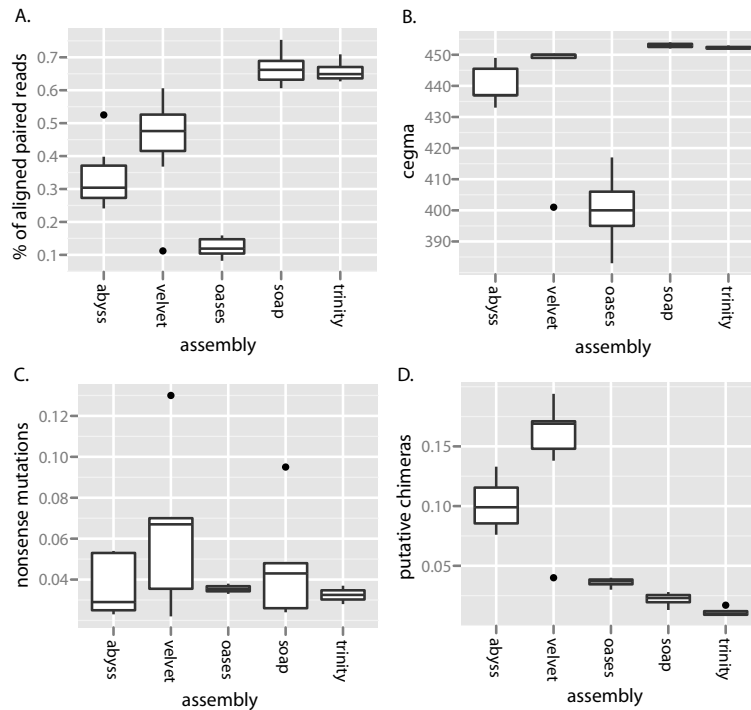 A.
% of aligned paired reads
0.7
0.6
0.5
0.4
0.3
0.2
0.1
abyss
velvet
oases
soap
trinity
assembly
B.
cegma
450
440
430
420
410
400
390
abyss
velvet
oases
soap
trinity
assembly
C.
nonsense mutations
0.12
0.10
0.08
0.06
0.04
abyss
velvet
oases
soap
trinity
assembly
D.
putative chimeras
0.15
0.10
0.05
abyss
velvet
oases
soap
trinity
assembly